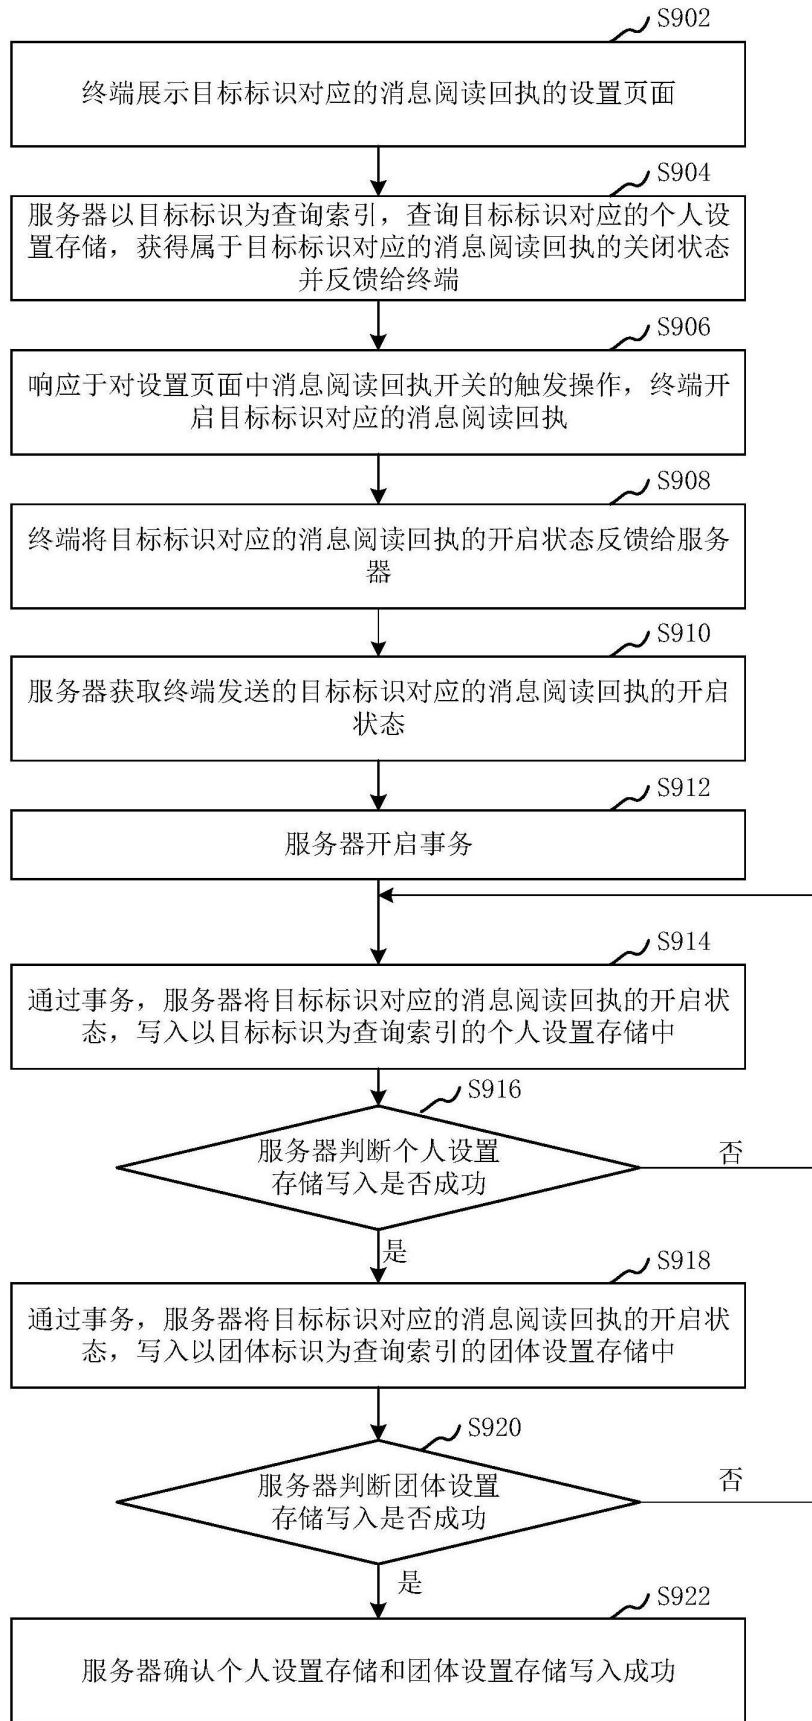 S902
终端展示目标标识对应的消息阅读回执的设置页面
S904
服务器以目标标识为查询索引，查询目标标识对应的个人设
置存储，获得属于目标标识对应的消息阅读回执的关闭状态
并反馈给终端
S906
响应于对设置页面中消息阅读回执开关的触发操作，终端开
启目标标识对应的消息阅读回执
S908
终端将目标标识对应的消息阅读回执的开启状态反馈给服务
器
S910
服务器获取终端发送的目标标识对应的消息阅读回执的开启
状态
S912
服务器开启事务
S914
通过事务，服务器将目标标识对应的消息阅读回执的开启状
态，写入以目标标识为查询索引的个人设置存储中
S916
服务器判断个人设置
存储写入是否成功
否
是
S918
通过事务，服务器将目标标识对应的消息阅读回执的开启状
态，写入以团体标识为查询索引的团体设置存储中
S920
服务器判断团体设置
存储写入是否成功
否
是
S922
服务器确认个人设置存储和团体设置存储写入成功